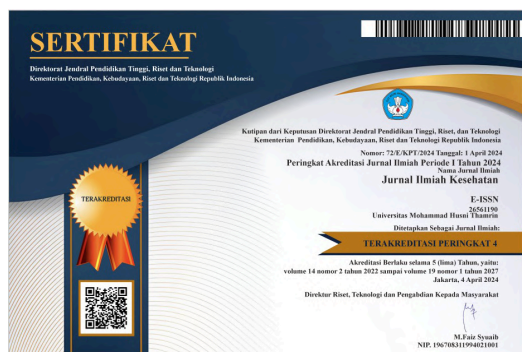 SERTIFIKAT
Direktorat Jendral Pendidikan Tinggi, Riset dan Teknologi
Kementerian Pendidikan, Kebudayaan, Riset dan Teknologi Republik Indonesia
Kutipan dari Keputusan Direktorat Jendral Pendidikan Tinggi, Riset, dan Teknologi
Kementerian Pendidikan, Kebudayaan, Riset dan Teknologi Republik Indonesia
Nomor: 72/E/KPT/2024 Tanggal: 1 April 2024
Peringkat Akreditasi Jurnal Ilmiah Periode I Tahun 2024
Nama Jurnal Ilmiah
Jurnal Ilmiah Kesehatan
E-ISSN
26561190
Universitas Mohammad Husni Thamrin
Ditetapkan Sebagai Jurnal Ilmiah:
TERAKREDITASI PERINGKAT 4
TERAKREDITASI
Akreditasi Berlaku selama 5 (lima) Tahun, yaitu:
volume 14 nomor 2 tahun 2022 sampai volume 19 nomor 1 tahun 2027
Jakarta, 4 April 2024
Direktur Riset, Teknologi dan Pengabdian Kepada Masyarakat
M.Faiz Syuaib
NIP. 196708311994021001